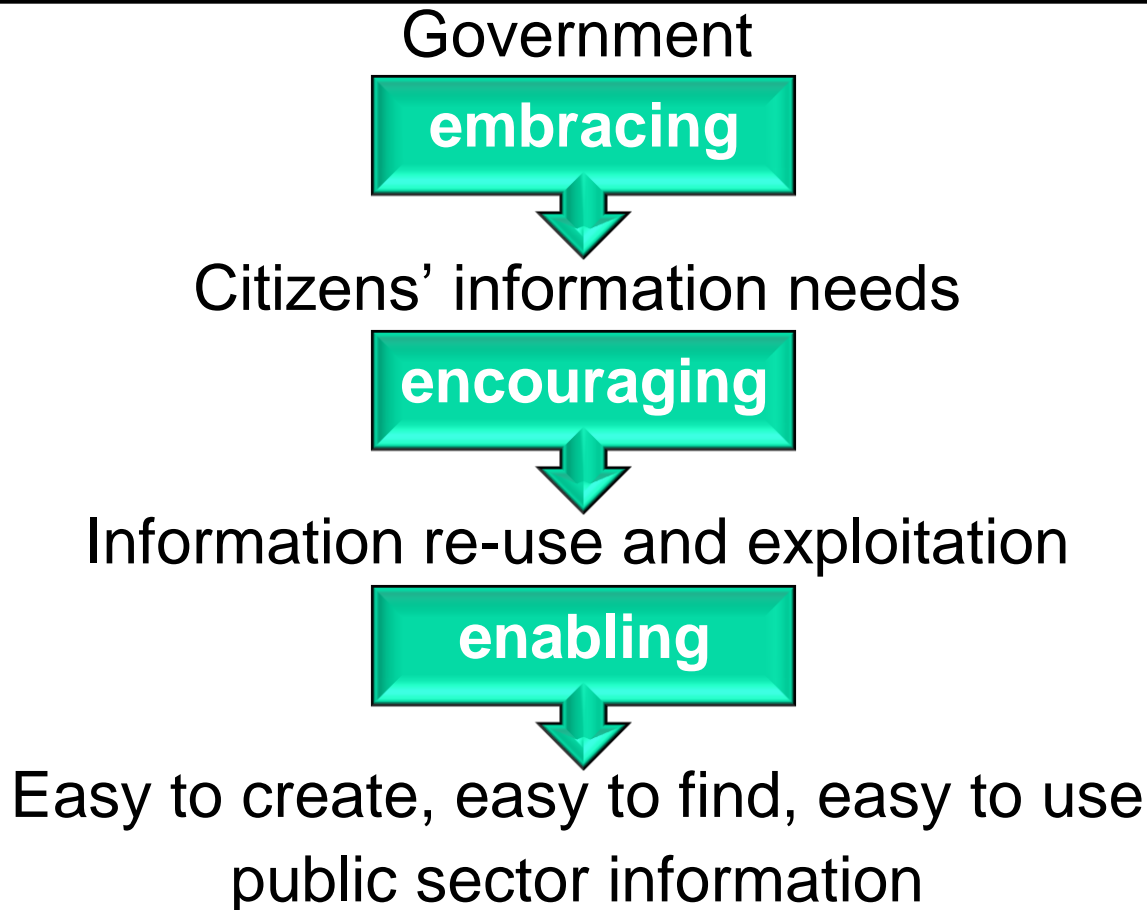 Government
embracing
Citizens’ information needs
encouraging
Information re-use and exploitation
enabling
Easy to create, easy to find, easy to use
public sector information